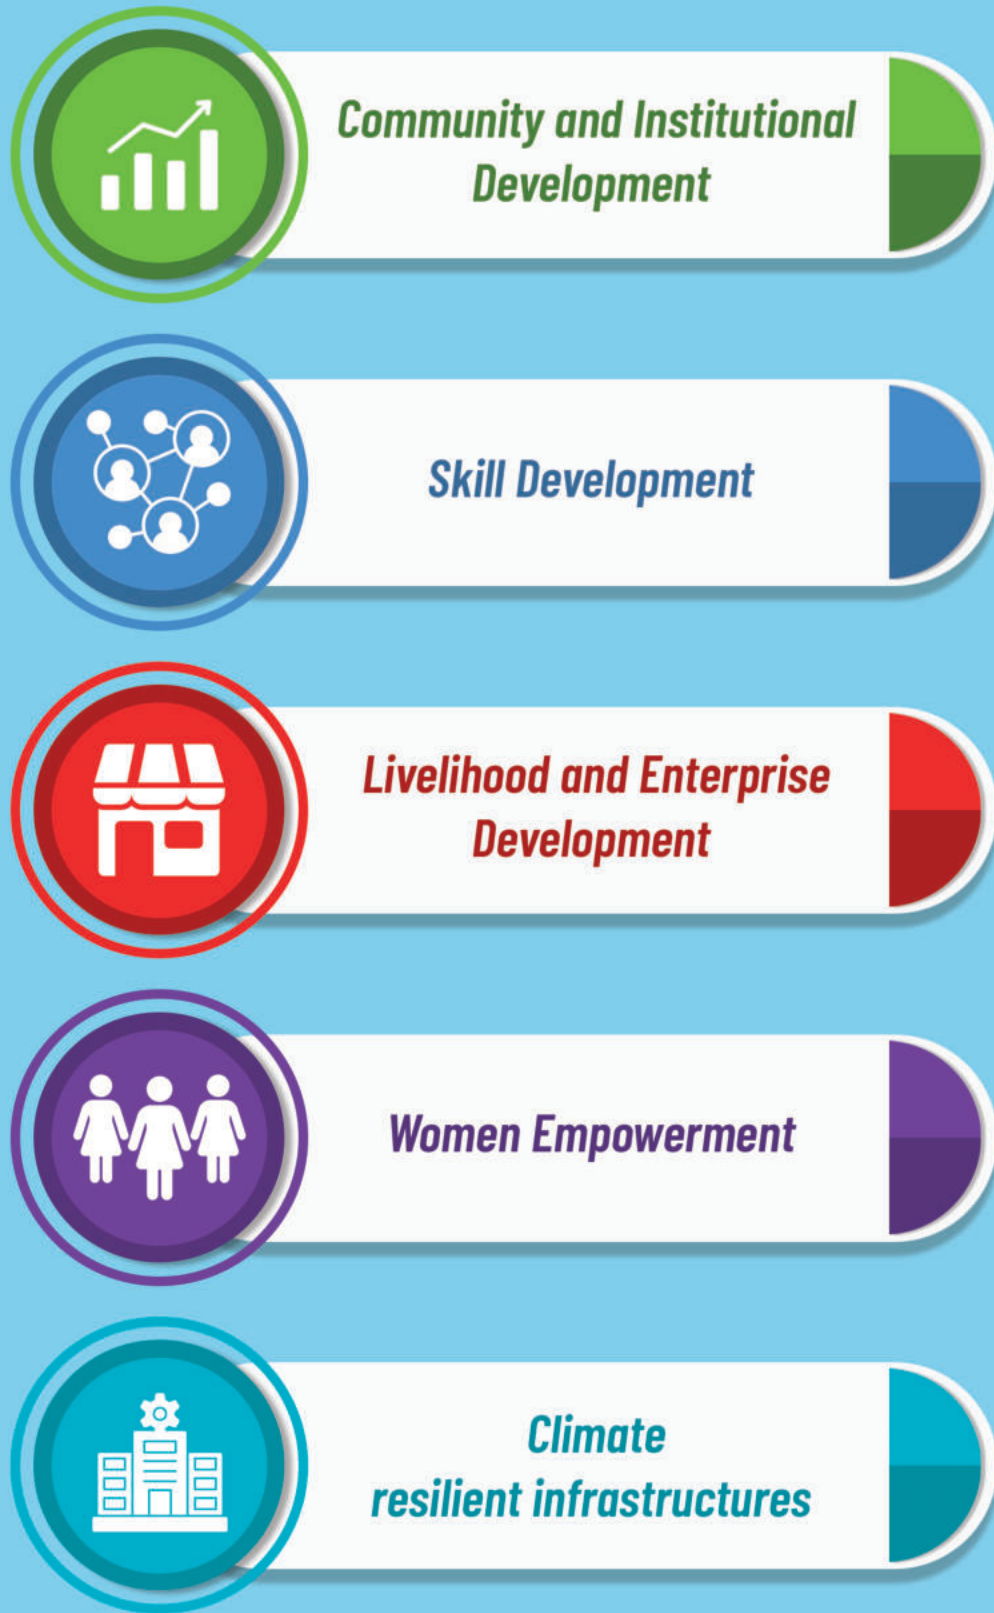 Community and Institutional
Development
Skill Development
Livelihood and Enterprise
Development
Women Empowerment
Climate
resilient infrastructures